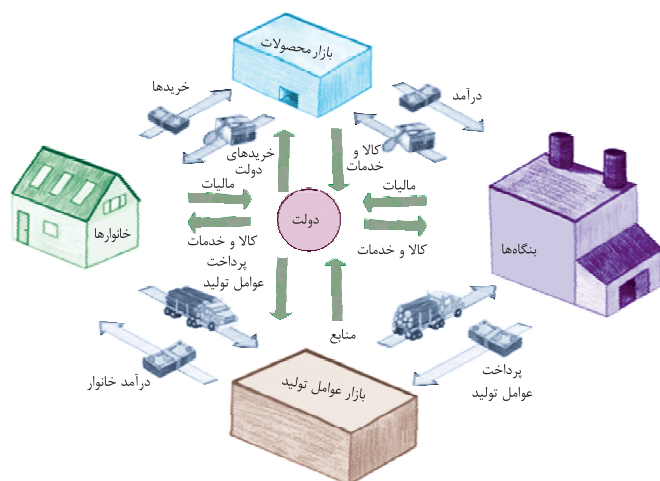 بازار محصولات
خریدها
درآمد
خریدهای
دولت
کالا و
خدمات
مالیات
مالیات
دولت
خانوارها
بنگاه‌ها
کالا و خدمات
کالا و خدمات
پرداخت
عوامل تولید
منابع
درآمد خانوار
بازار عوامل تولید
پرداخت
عوامل تولید